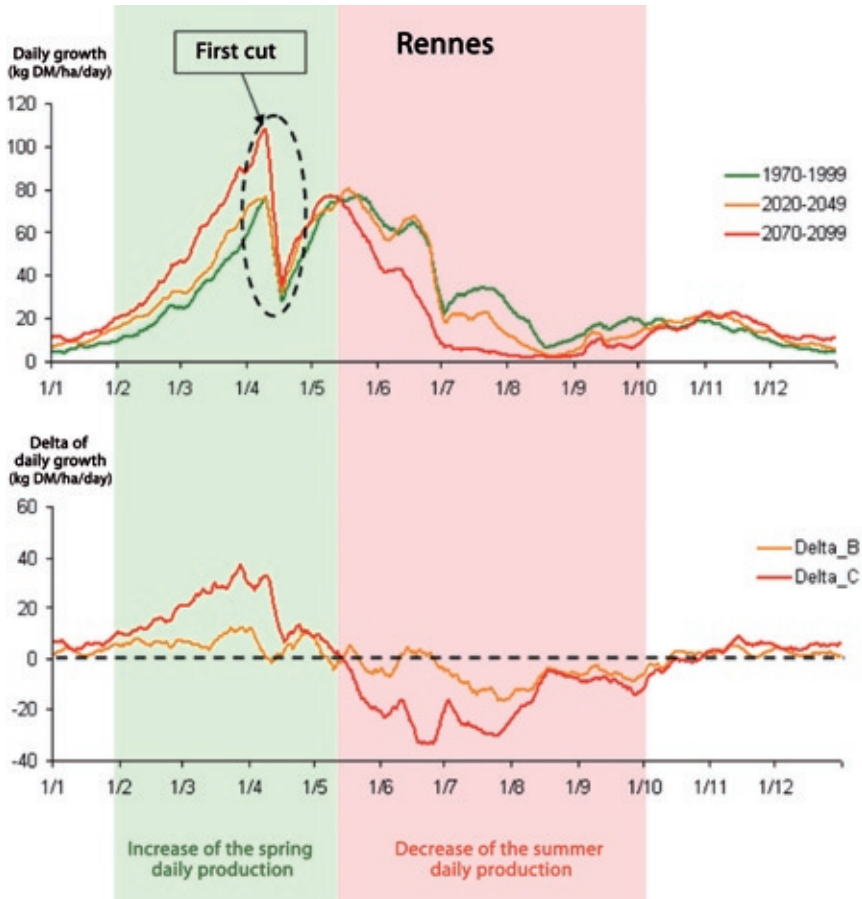 Rennes
First cut
Daily growth
(kg DM/ha/day)
120
100
80
60
40
20
0
1/1 1/2 1/3 1/4 1/5 1/6 1/7 1/8 1/9 1/10 1/11 1/12
1970-1999
2020-2049
2070-2099
Delta of
daily growth
(kg DM/ha/day)
60
40
20
0
-20
-40
1/1 1/2 1/3 1/4 1/5 1/6 1/7 1/8 1/9 1/10 1/11 1/12
Delta_B
Delta_C
Increase of the spring
daily production
Decrease of the summer
daily production